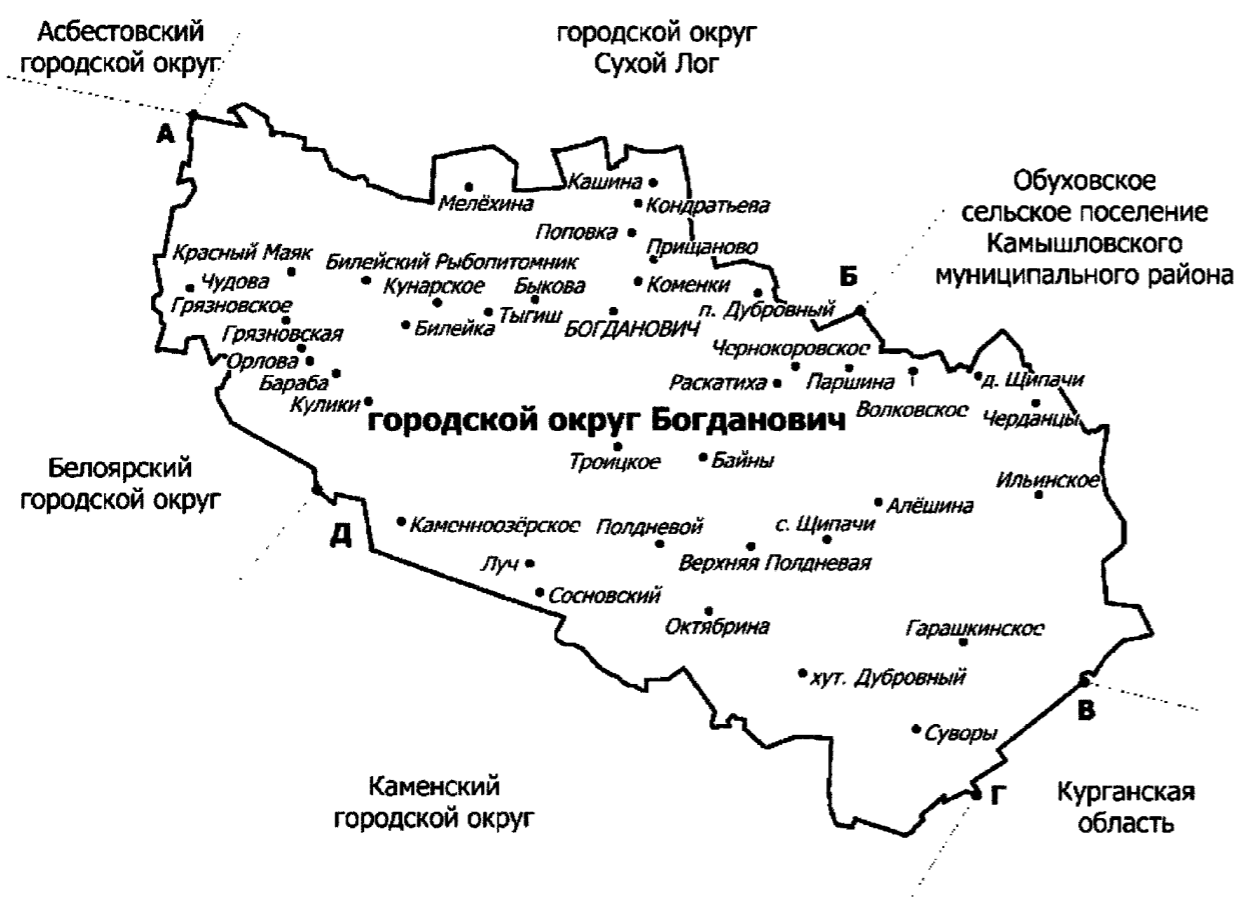 Асбестовский
городской округ
городской округ
Сухой Лог
А
Обуховское
сельское поселение
Камышловского
муниципального района
Кашина
Мелёхина
Кондратьева
Поповка
Прищаново
Красный Маяк
Билейский Рыбопитомник
Чудова
Кунарское
Быкова
Коменки
Б
Грязновское
п. Дубровный
Тыгиш
Билейка
БОГДАНОВИЧ
Грязновская
Чернокоровское
Орлова
Бараба
Раскатиха
Паршина
д. Щипачи
Кулики
Волковское
Черданцы
городской округ Богданович
Троицкое
Байны
Белоярский
городской округ
Ильинское
Алёшина
Д
Каменноозёрское
Полдневой
с. Щипачи
Луч
Верхняя Полдневая
Сосновский
Октябрина
Гарашкинское
хут. Дубровный
В
Суворы
Каменский
городской округ
Г
Курганская
область